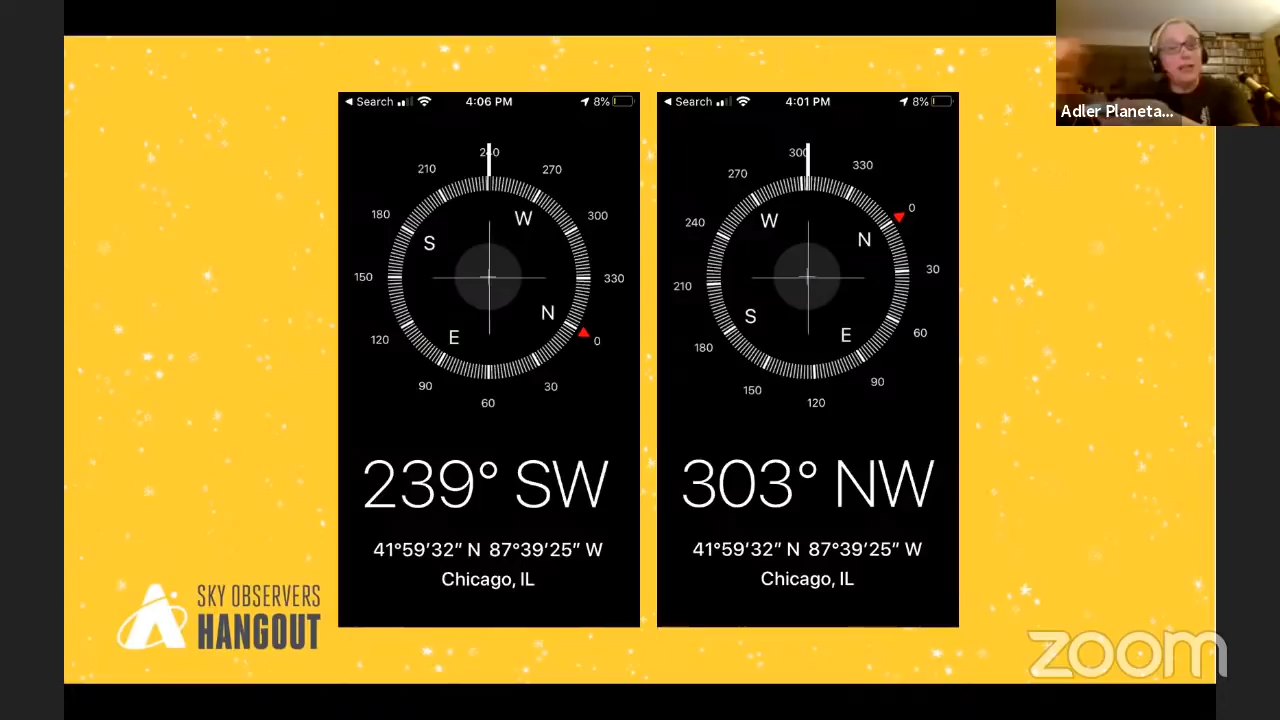 Adler Planeta...
◀ Search 4:06 PM 8%
240
210 270
W
180 300
S
150 330
N
E
120 0
90 30
60
239° SW
41°59′32″ N 87°39′25″ W
Chicago, IL
◀ Search 4:01 PM 8%
300
330
270
0
W
240 N
30
210
S
E 60
180
90
150
120
303° NW
41°59′32″ N 87°39′25″ W
Chicago, IL
SKY OBSERVERS
HANGOUT
zoom